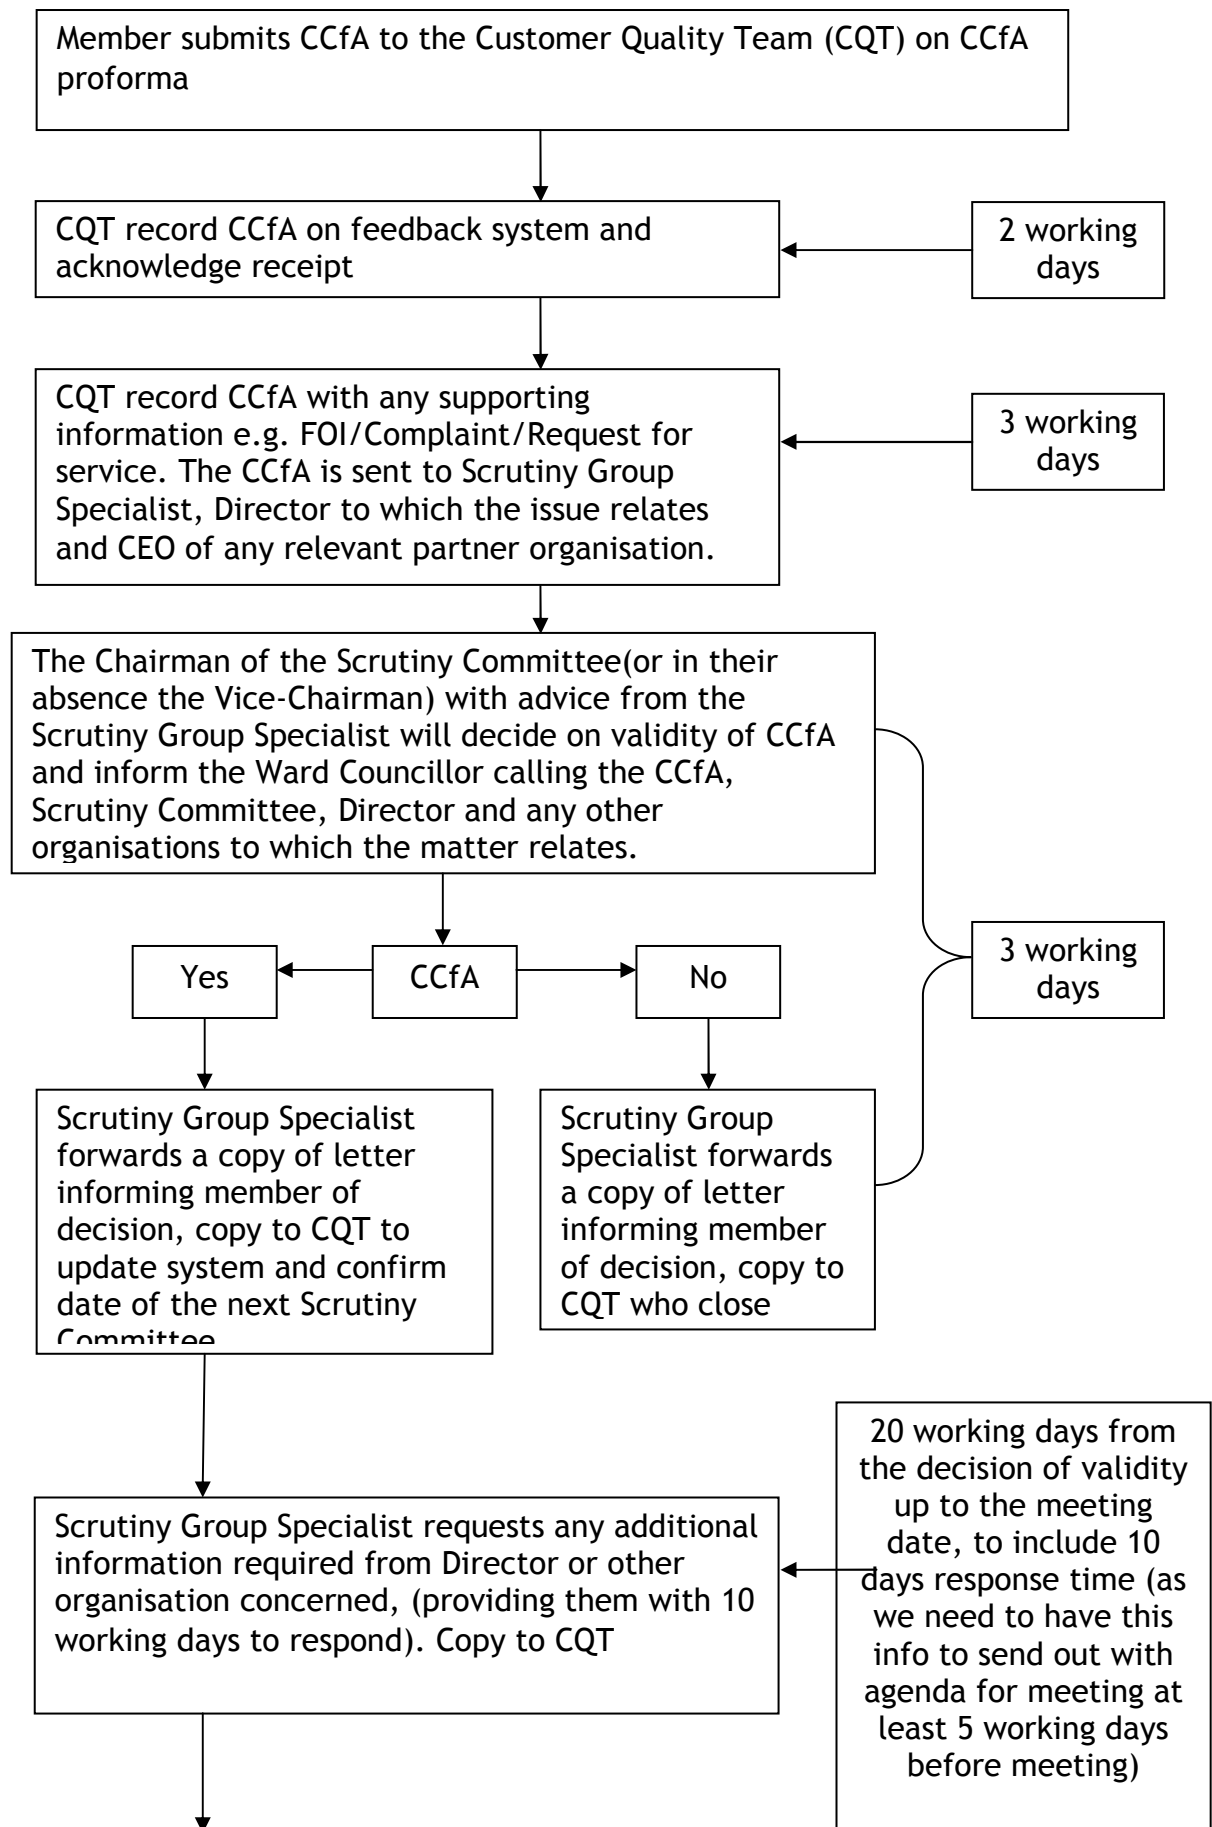 Member submits CCfA to the Customer Quality Team (CQT) on CCfA
proforma
CQT record CCfA on feedback system and
acknowledge receipt
2 working
days
CQT record CCfA with any supporting
information e.g. FOI/Complaint/Request for
service. The CCfA is sent to Scrutiny Group
Specialist, Director to which the issue relates
and CEO of any relevant partner organisation.
3 working
days
The Chairman of the Scrutiny Committee(or in their
absence the Vice-Chairman) with advice from the
Scrutiny Group Specialist will decide on validity of CCfA
and inform the Ward Councillor calling the CCfA,
Scrutiny Committee, Director and any other
organisations to which the matter relates.
Yes
CCfA
No
3 working
days
Scrutiny Group Specialist
forwards a copy of letter
informing member of
decision, copy to CQT to
update system and confirm
date of the next Scrutiny
Committee
Scrutiny Group
Specialist forwards
a copy of letter
informing member
of decision, copy to
CQT who close
Scrutiny Group Specialist requests any additional
information required from Director or other
organisation concerned, (providing them with 10
working days to respond). Copy to CQT
20 working days from
the decision of validity
up to the meeting
date, to include 10
days response time (as
we need to have this
info to send out with
agenda for meeting at
least 5 working days
before meeting)